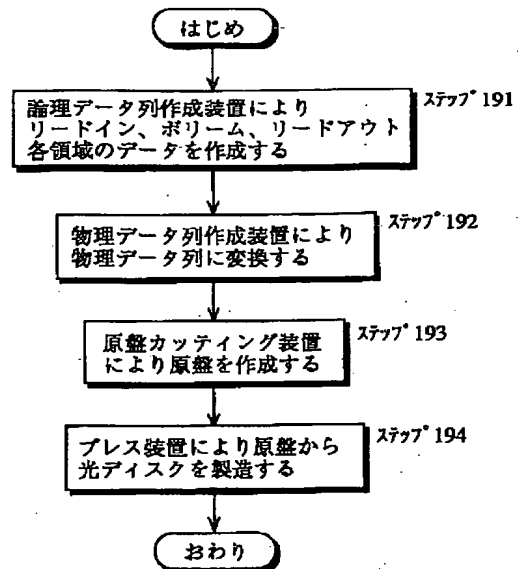 はじめ
ステップ191
論理データ列作成装置により
リードイン、ボリーム、リードアウト
各領域のデータを作成する
ステップ192
物理データ列作成装置により
物理データ列に変換する
ステップ193
原盤カッティング装置
により原盤を作成する
ステップ194
プレス装置により原盤から
光ディスクを製造する
おわり